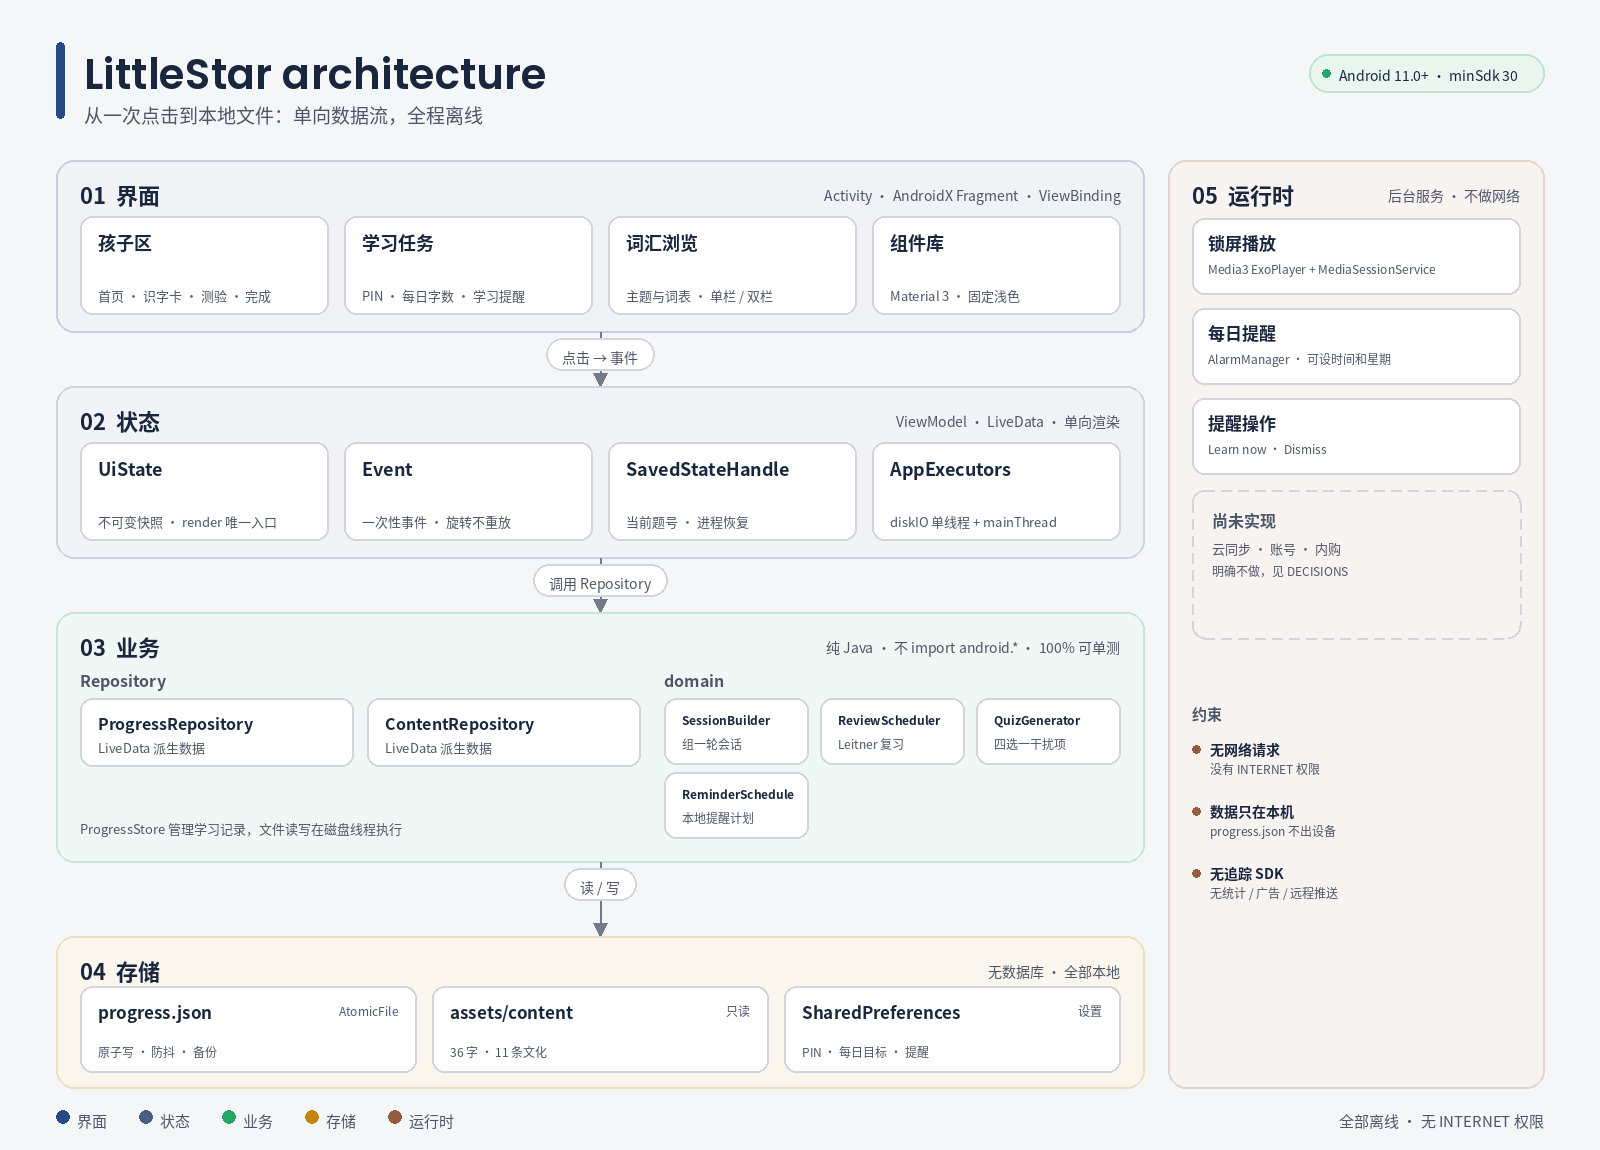 LittleStar architecture
从一次点击到本地文件：单向数据流，全程离线
Android 11.0+ · minSdk 30
01 界面
Activity · AndroidX Fragment · ViewBinding
孩子区
首页 · 识字卡 · 测验 · 完成
学习任务
PIN · 每日字数 · 学习提醒
词汇浏览
主题与词表 · 单栏 / 双栏
组件库
Material 3 · 固定浅色
点击 → 事件
02 状态
ViewModel · LiveData · 单向渲染
UiState
不可变快照 · render 唯一入口
Event
一次性事件 · 旋转不重放
SavedStateHandle
当前题号 · 进程恢复
AppExecutors
diskIO 单线程 + mainThread
调用 Repository
03 业务
纯 Java · 不 import android.* · 100% 可单测
Repository
ProgressRepository
LiveData 派生数据
ContentRepository
LiveData 派生数据
ProgressStore 管理学习记录，文件读写在磁盘线程执行
domain
SessionBuilder
组一轮会话
ReviewScheduler
Leitner 复习
QuizGenerator
四选一干扰项
ReminderSchedule
本地提醒计划
读 / 写
04 存储
无数据库 · 全部本地
progress.json
AtomicFile
原子写 · 防抖 · 备份
assets/content
只读
36 字 · 11 条文化
SharedPreferences
设置
PIN · 每日目标 · 提醒
05 运行时
后台服务 · 不做网络
锁屏播放
Media3 ExoPlayer + MediaSessionService
每日提醒
AlarmManager · 可设时间和星期
提醒操作
Learn now · Dismiss
尚未实现
云同步 · 账号 · 内购
明确不做，见 DECISIONS
约束
无网络请求
没有 INTERNET 权限
数据只在本机
progress.json 不出设备
无追踪 SDK
无统计 / 广告 / 远程推送
界面
状态
业务
存储
运行时
全部离线 · 无 INTERNET 权限